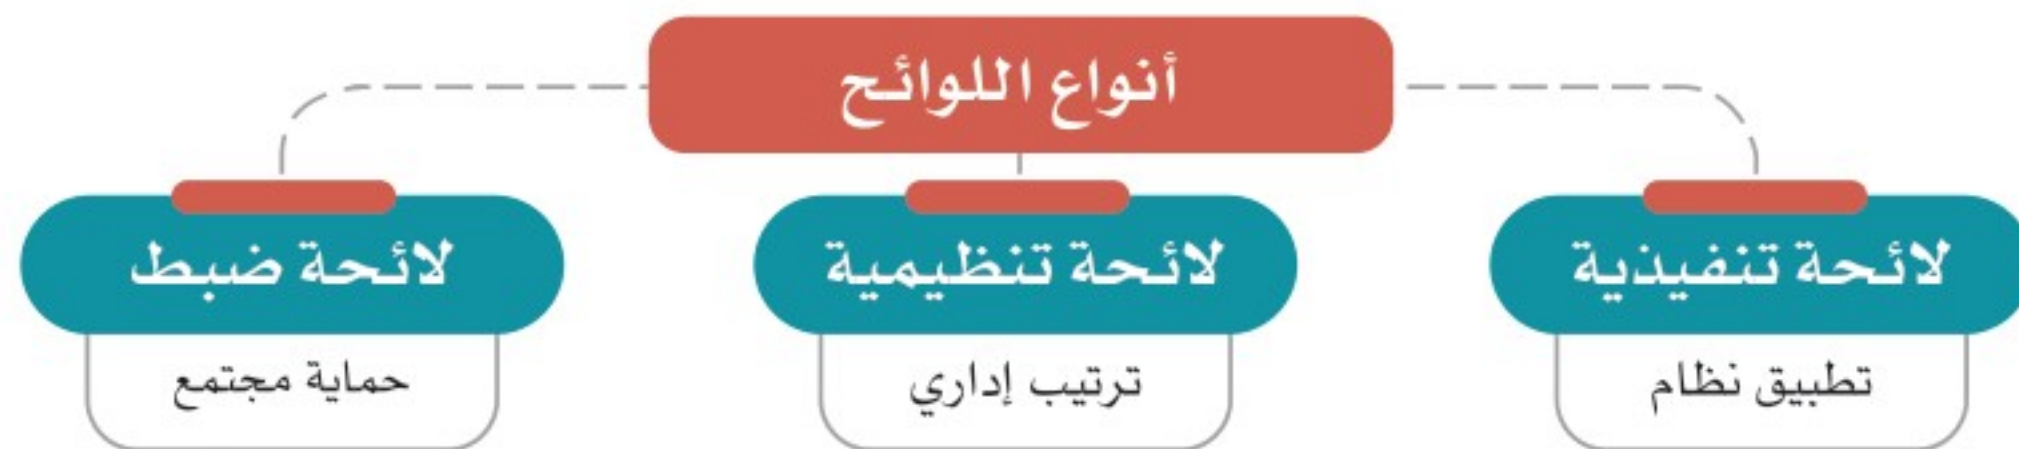 أنواع اللوائح
لائحة تنفيذية
تطبيق نظام
لائحة تنظيمية
ترتيب إداري
لائحة ضبط
حماية مجتمع